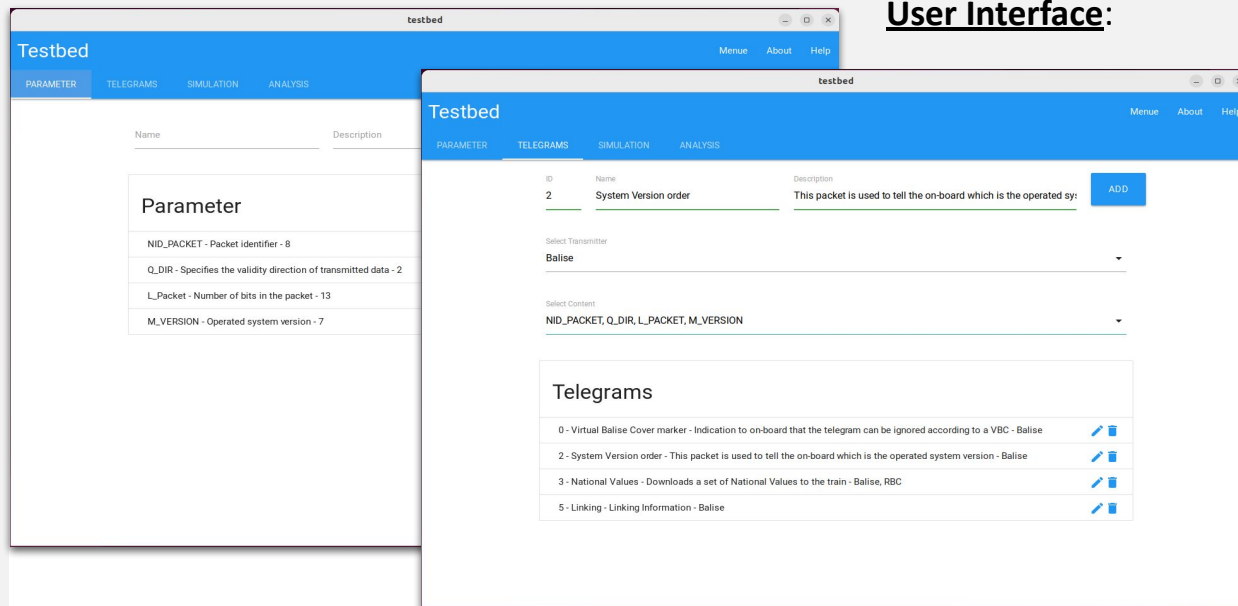 User Interface:
testbed
Testbed
Menue About Help
PARAMETER TELEGRAMS SIMULATION ANALYSIS
Name Description
Parameter
NID_PACKET - Packet identifier - 8
Q_DIR - Specifies the validity direction of transmitted data - 2
L_Packet - Number of bits in the packet - 13
M_VERSION - Operated system version - 7
testbed
Testbed
Menue About Help
PARAMETER TELEGRAMS SIMULATION ANALYSIS
ID Name Description
2 System Version order This packet is used to tell the on-board which is the operated sy
ADD
Select Transmitter
Balise
Select Content
NID_PACKET, Q_DIR, L_PACKET, M_VERSION
Telegrams
0 - Virtual Balise Cover marker - Indication to on-board that the telegram can be ignored according to a VBC - Balise
2 - System Version order - This packet is used to tell the on-board which is the operated system version - Balise
3 - National Values - Downloads a set of National Values to the train - Balise, RBC
5 - Linking - Linking Information - Balise